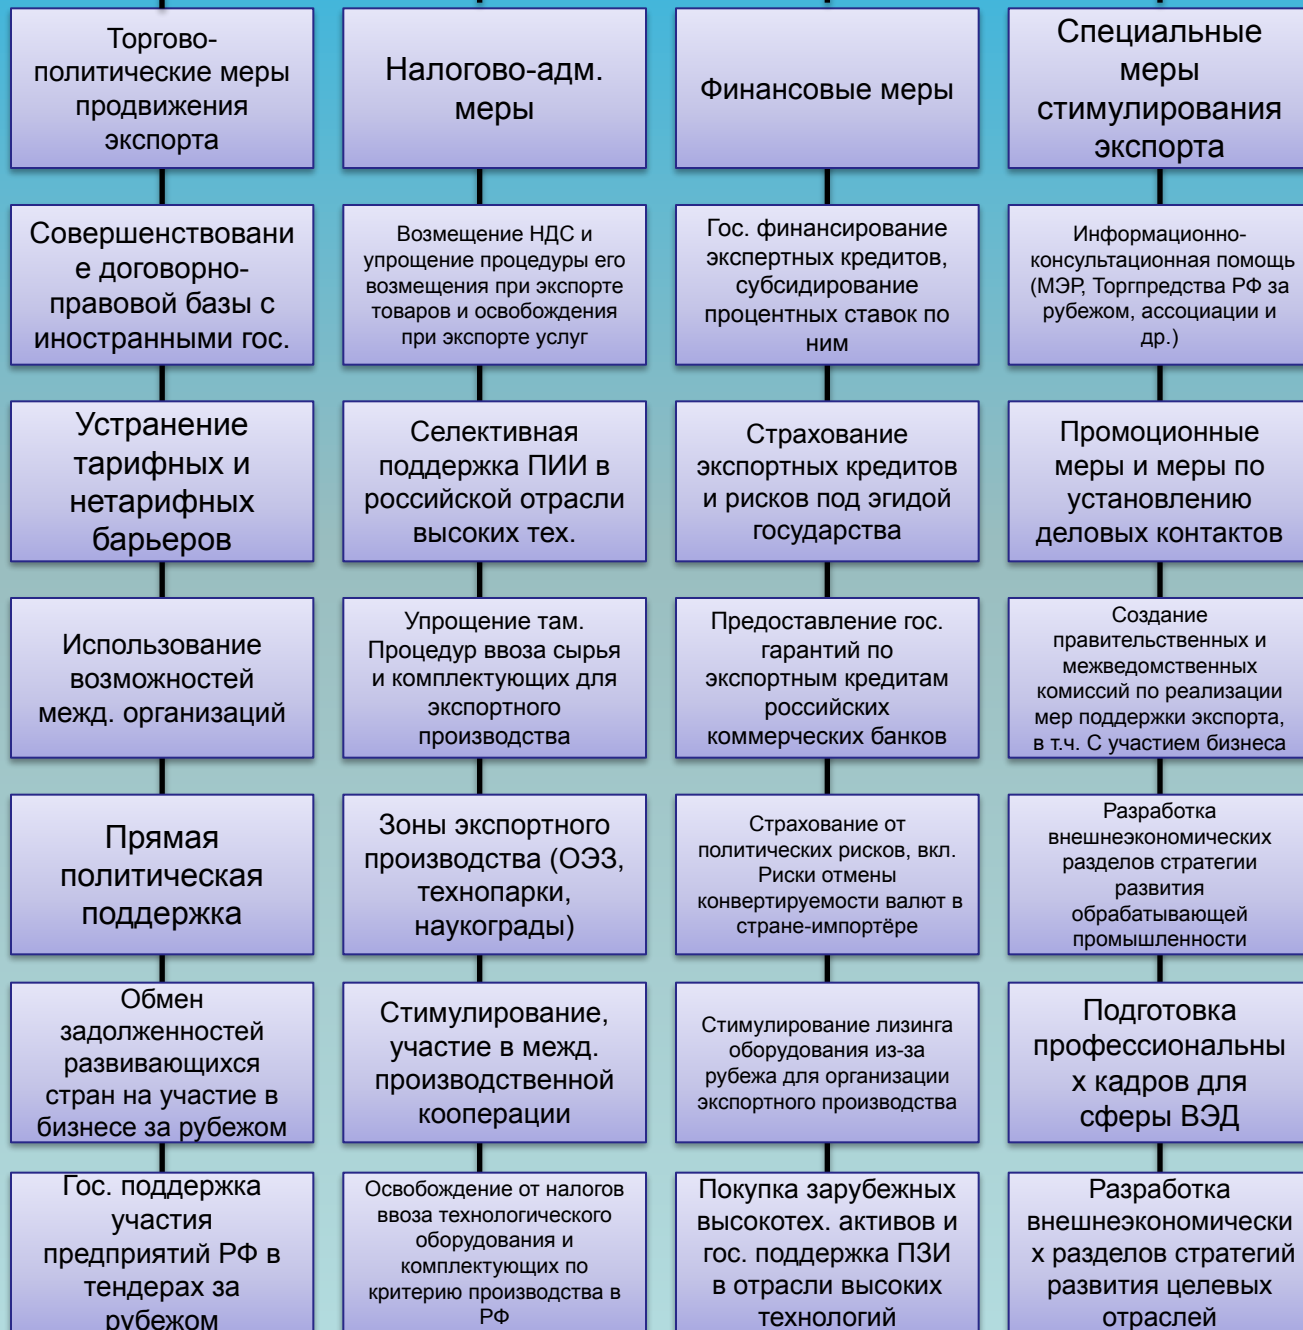 Торгово-
политические меры
продвижения
экспорта
Налогово-адм.
меры
Финансовые меры
Специальные
меры
стимулирования
экспорта
Совершенствовани
е договорно-
правовой базы с
иностранными гос.
Возмещение НДС и
упрощение процедуры его
возмещения при экспорте
товаров и освобождения
при экспорте услуг
Гос. финансирование
экспертных кредитов,
субсидирование
процентных ставок по
ним
Информационно-
консультационная помощь
(МЭР, Торгпредства РФ за
рубежом, ассоциации и
др.)
Устранение
тарифных и
нетарифных
барьеров
Селективная
поддержка ПИИ в
российской отрасли
высоких тех.
Страхование
экспортных кредитов
и рисков под эгидой
государства
Промоционные
меры и меры по
установлению
деловых контактов
Использование
возможностей
межд. организаций
Упрощение там.
Процедур ввоза сырья
и комплектующих для
экспортного
производства
Предоставление гос.
гарантий по
экспортным кредитам
российских
коммерческих банков
Создание
правительственных и
межведомственных
комиссий по реализации
мер поддержки экспорта,
в т.ч. С участием бизнеса
Прямая
политическая
поддержка
Зоны экспортного
производства (ОЭЗ,
технопарки,
наукограды)
Страхование от
политических рисков, вкл.
Риски отмены
конвертируемости валют в
стране-импортёре
Разработка
внешнеэкономических
разделов стратегии
развития
обрабатывающей
промышленности
Обмен
задолженностей
развивающихся
стран на участие в
бизнесе за рубежом
Стимулирование,
участие в межд.
производственной
кооперации
Стимулирование лизинга
оборудования из-за
рубежа для организации
экспортного производства
Подготовка
профессиональны
х кадров для
сферы ВЭД
Гос. поддержка
участия
предприятий РФ в
тендерах за
рубежом
Освобождение от налогов
ввоза технологического
оборудования и
комплектующих по
критерию производства в
РФ
Покупка зарубежных
высокотех. активов и
гос. поддержка ПЗИ
в отрасли высоких
технологий
Разработка
внешнеэкономически
х разделов стратегий
развития целевых
отраслей